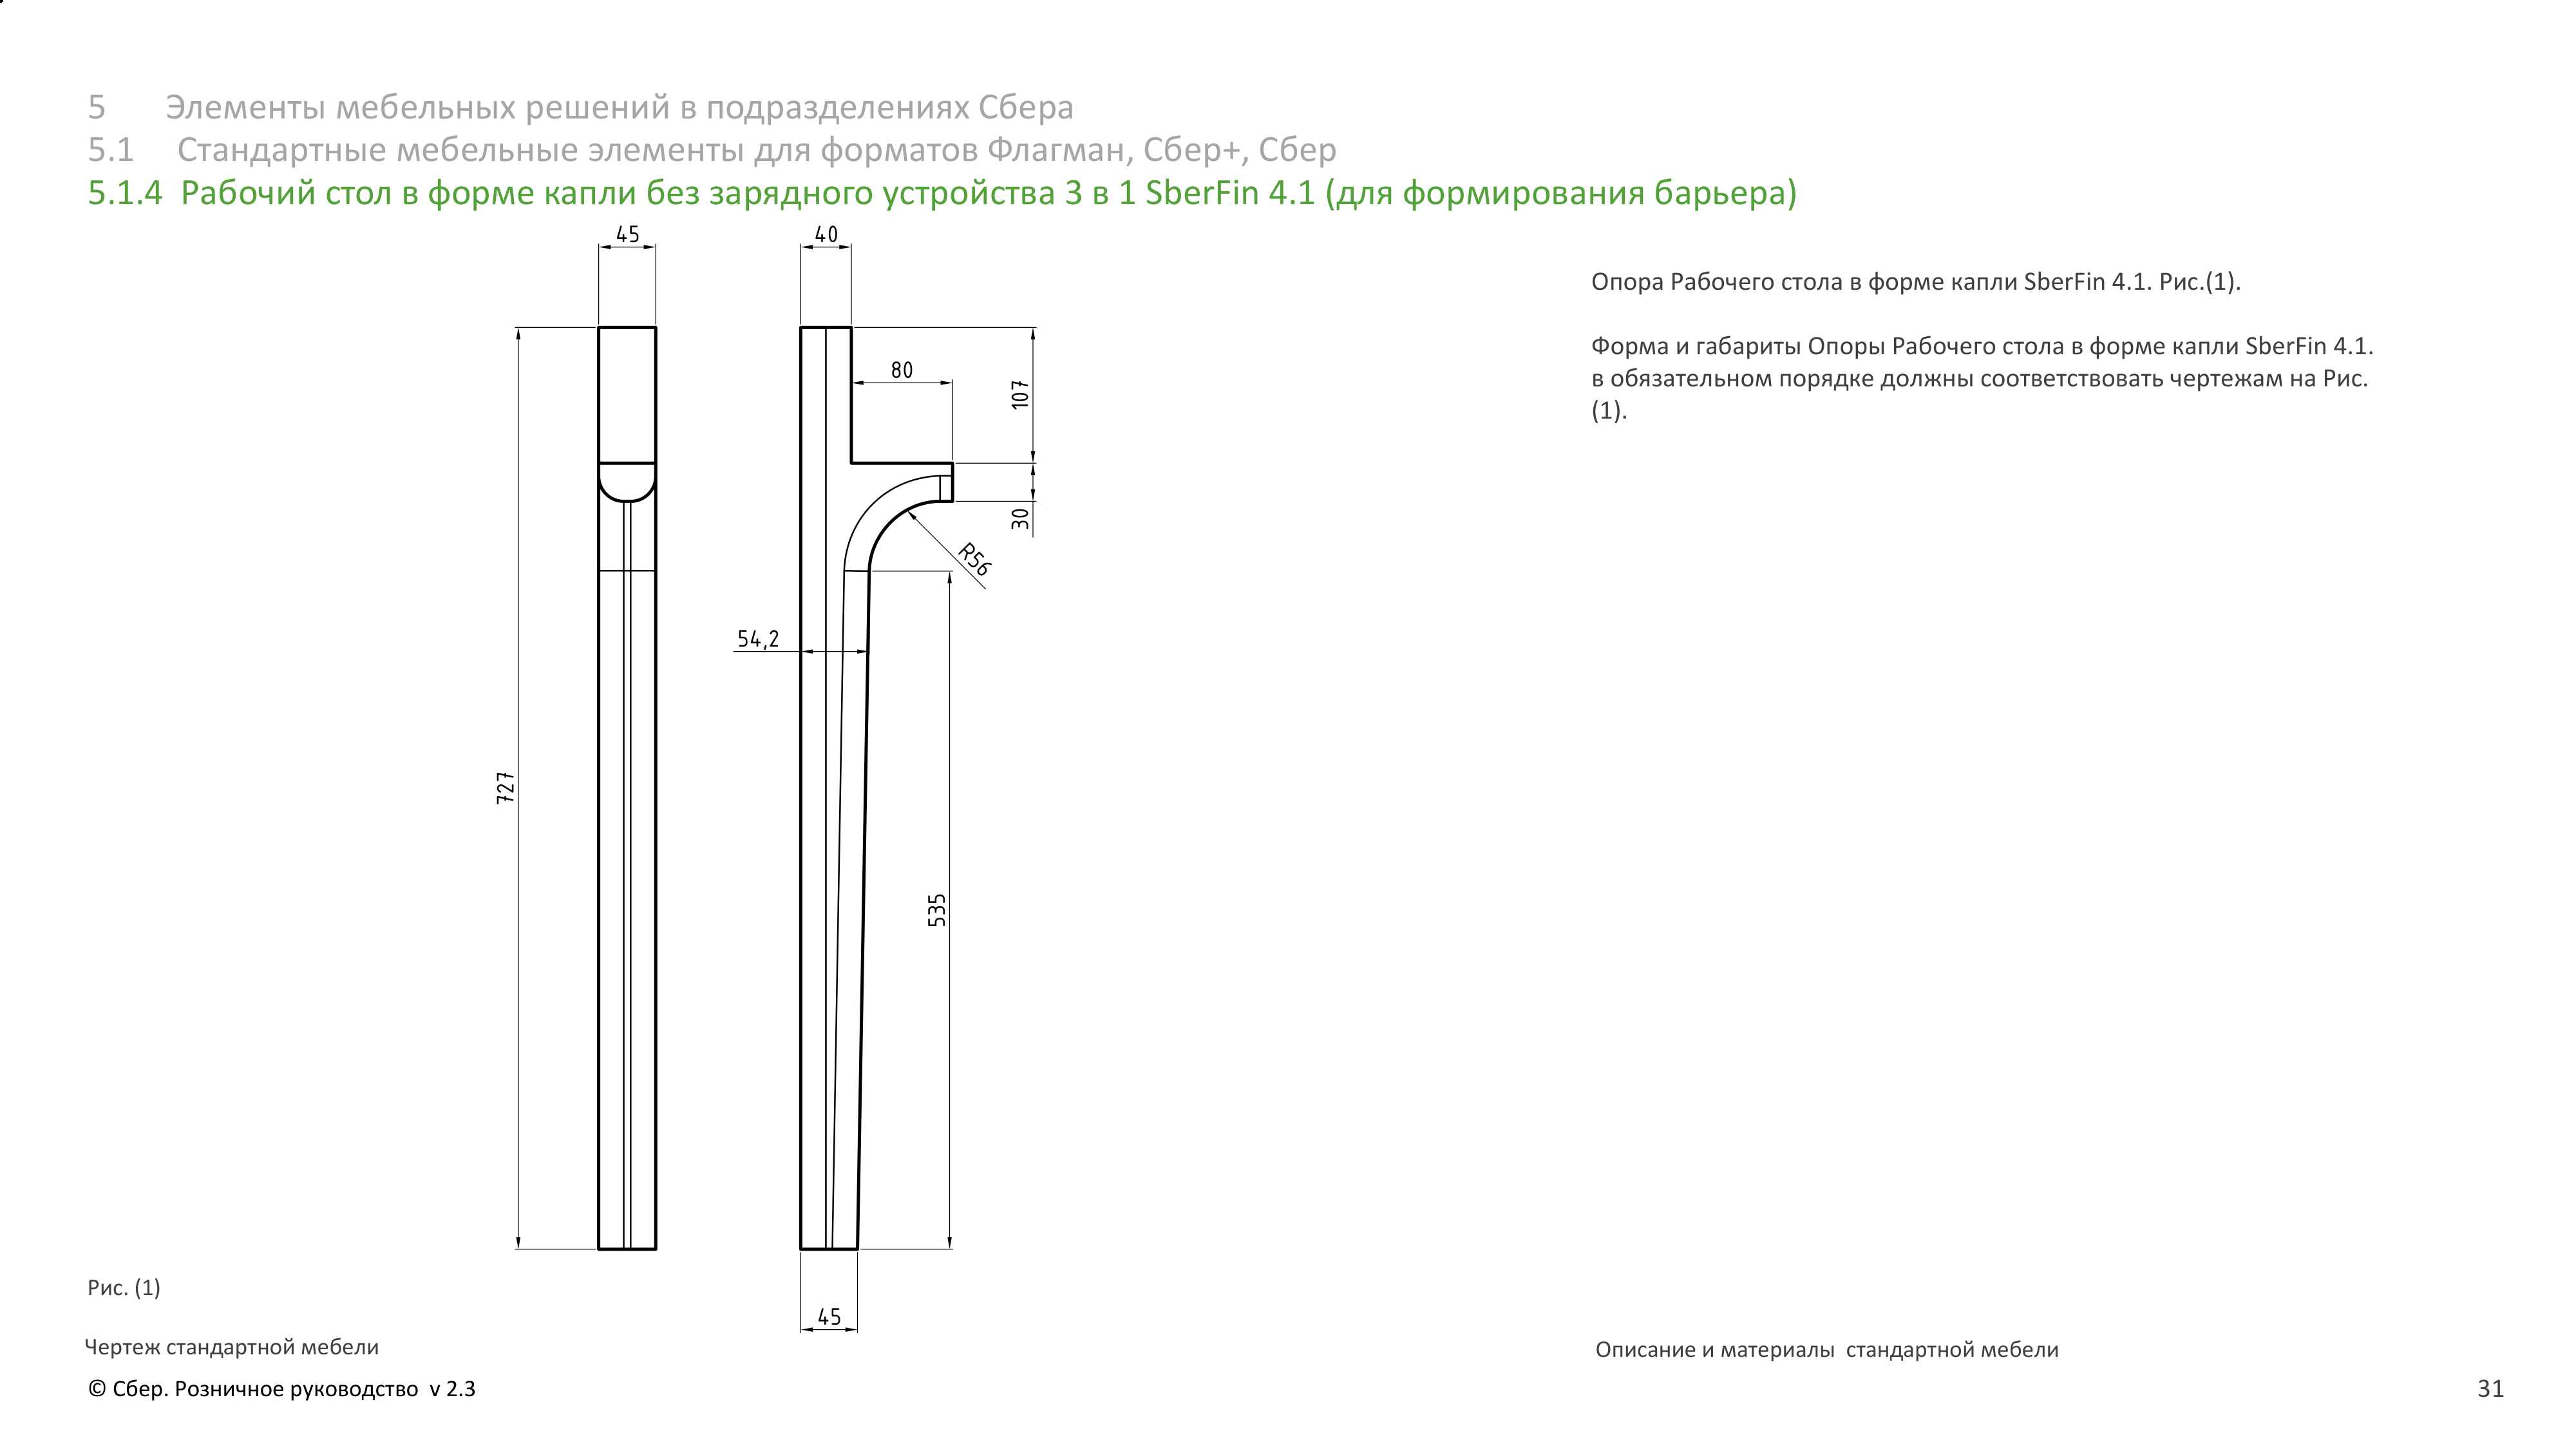 5 Элементы мебельных решений в подразделениях Сбера
5.1 Стандартные мебельные элементы для форматов Флагман, Сбер+, Сбер
5.1.4 Рабочий стол в форме капли без зарядного устройства 3 в 1 SberFin 4.1 (для формирования барьера)
45
40
80
107
30
R56
54,2
727
535
45
Опора Рабочего стола в форме капли SberFin 4.1. Рис.(1).
Форма и габариты Опоры Рабочего стола в форме капли SberFin 4.1.
в обязательном порядке должны соответствовать чертежам на Рис.
(1).
Рис. (1)
Чертеж стандартной мебели
Описание и материалы стандартной мебели
© Сбер. Розничное руководство v 2.3
31